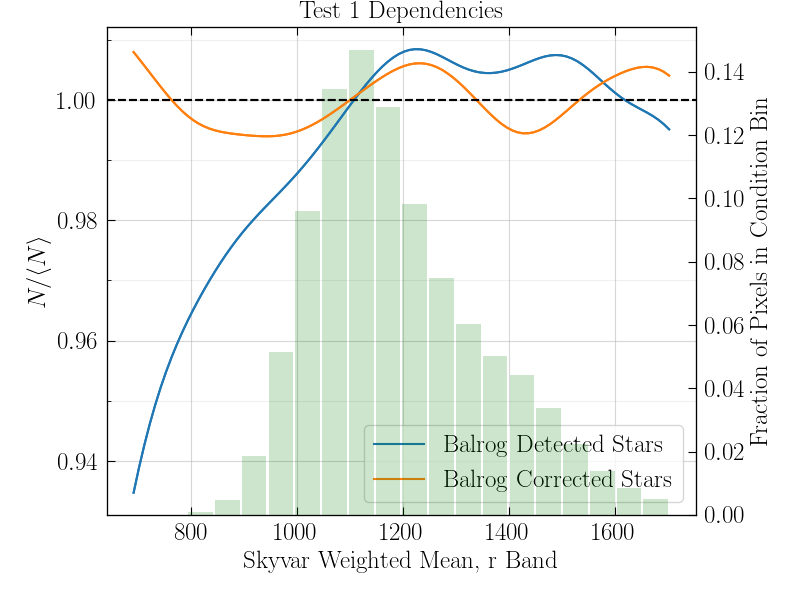 Test 1 Dependencies
1.00
0.98
0.96
0.94
N/⟨N⟩
0.14
0.12
0.10
0.08
0.06
0.04
0.02
0.00
Fraction of Pixels in Condition Bin
Balrog Detected Stars
Balrog Corrected Stars
800 1000 1200 1400 1600
Skyvar Weighted Mean, r Band